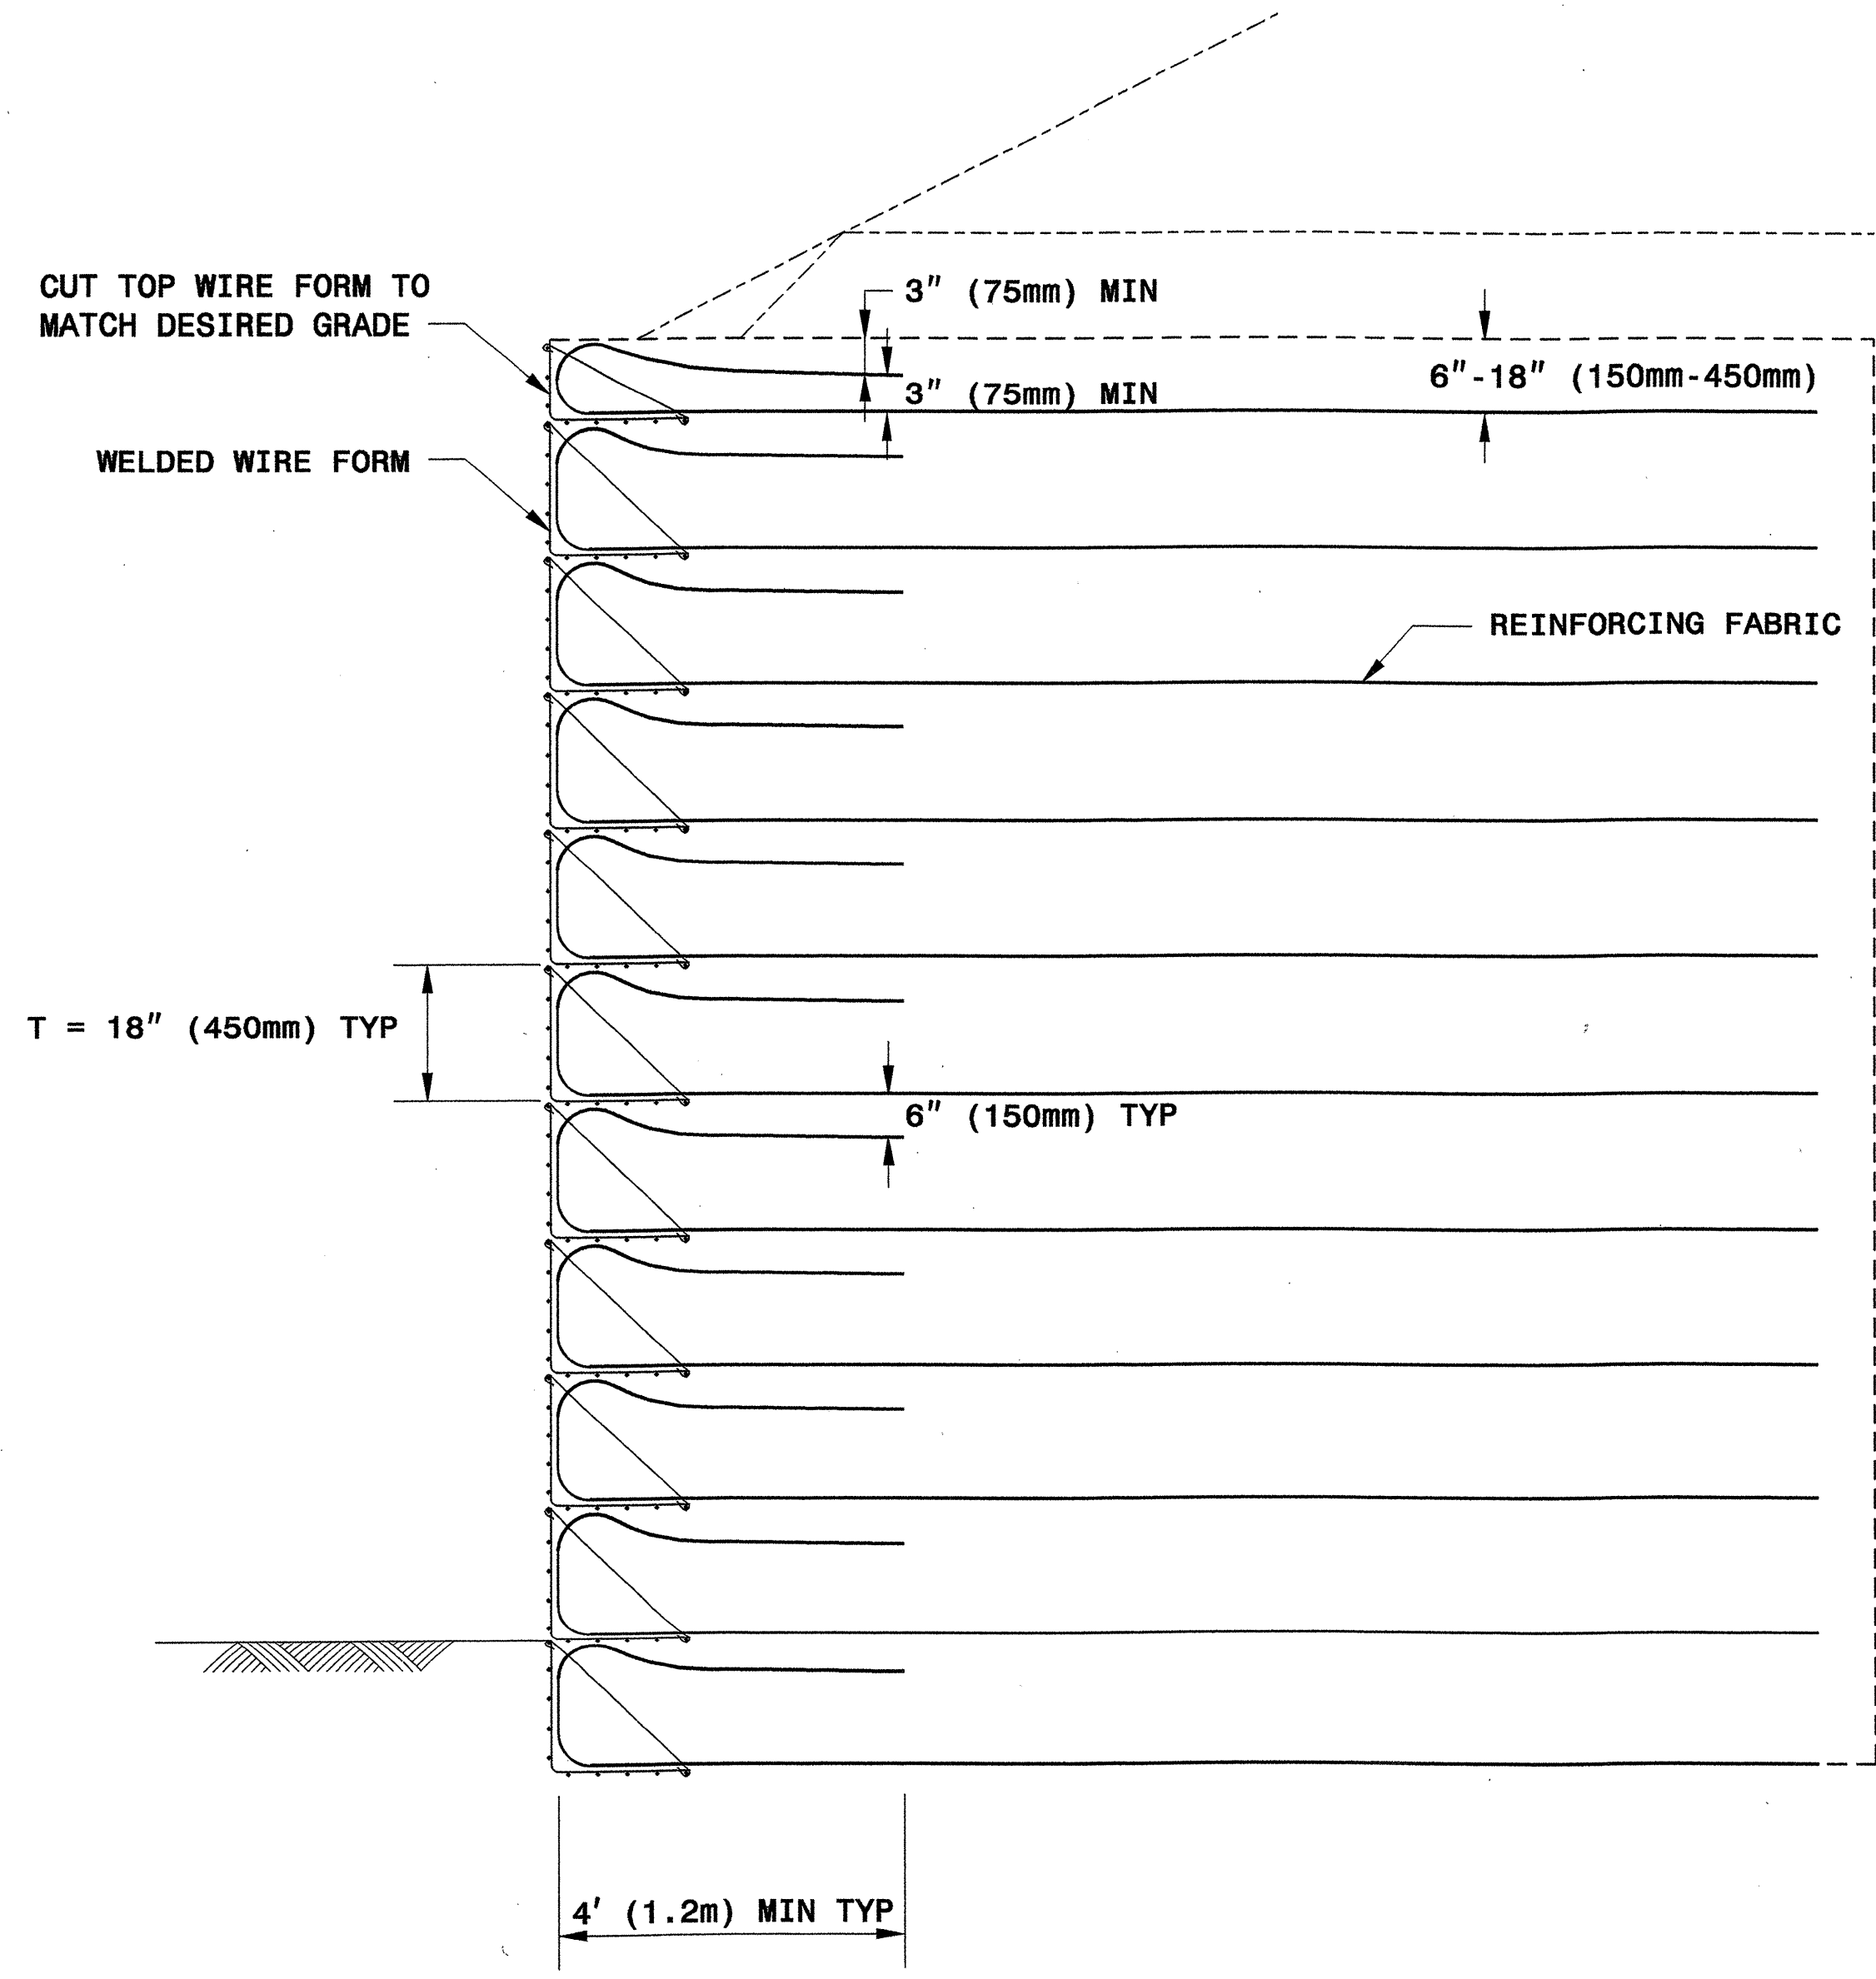 CUT TOP WIRE FORM TO
MATCH DESIRED GRADE
3" (75mm) MIN
6"-18" (150mm-450mm)
3" (75mm) MIN
WELDED WIRE FORM
REINFORCING FABRIC
T = 18" (450mm) TYP
6" (150mm) TYP
4' (1.2m) MIN TYP